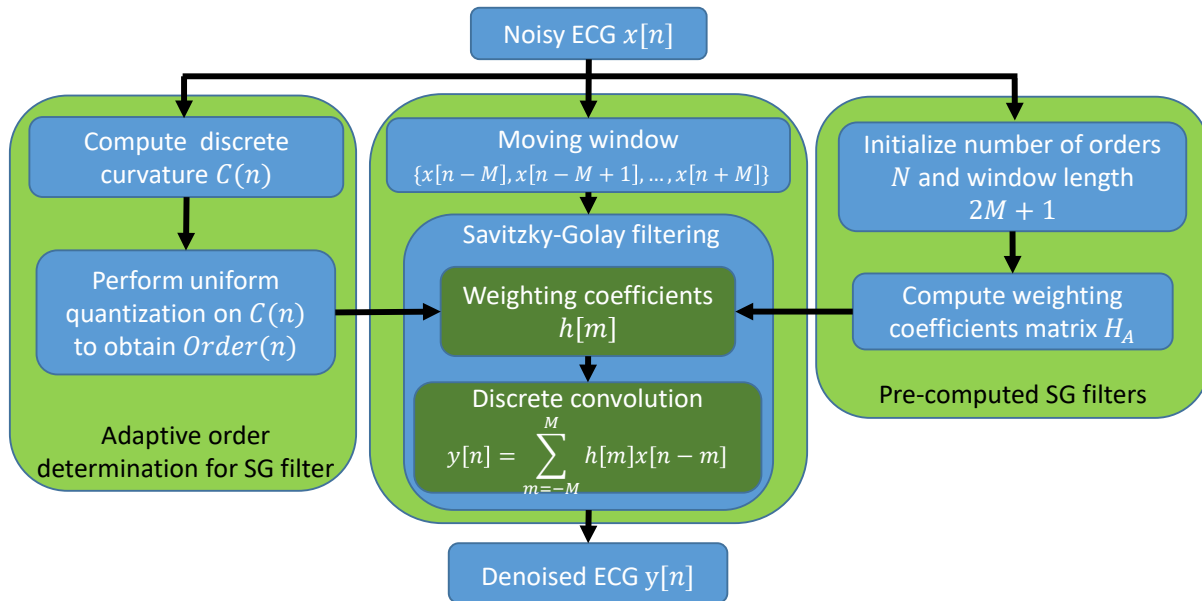 Noisy ECG x[n]
Compute discrete
curvature C(n)
Perform uniform
quantization on C(n)
to obtain Order(n)
Adaptive order
determination for SG filter
Moving window
{x[n − M], x[n − M + 1], … , x[n + M]}
Savitzky-Golay filtering
Weighting coefficients
h[m]
Discrete convolution
M
y[n] = ∑ h[m]x[n − m]
m=−M
Initialize number of orders
N and window length
2M + 1
Compute weighting
coefficients matrix H_A
Pre-computed SG filters
Denoised ECG y[n]